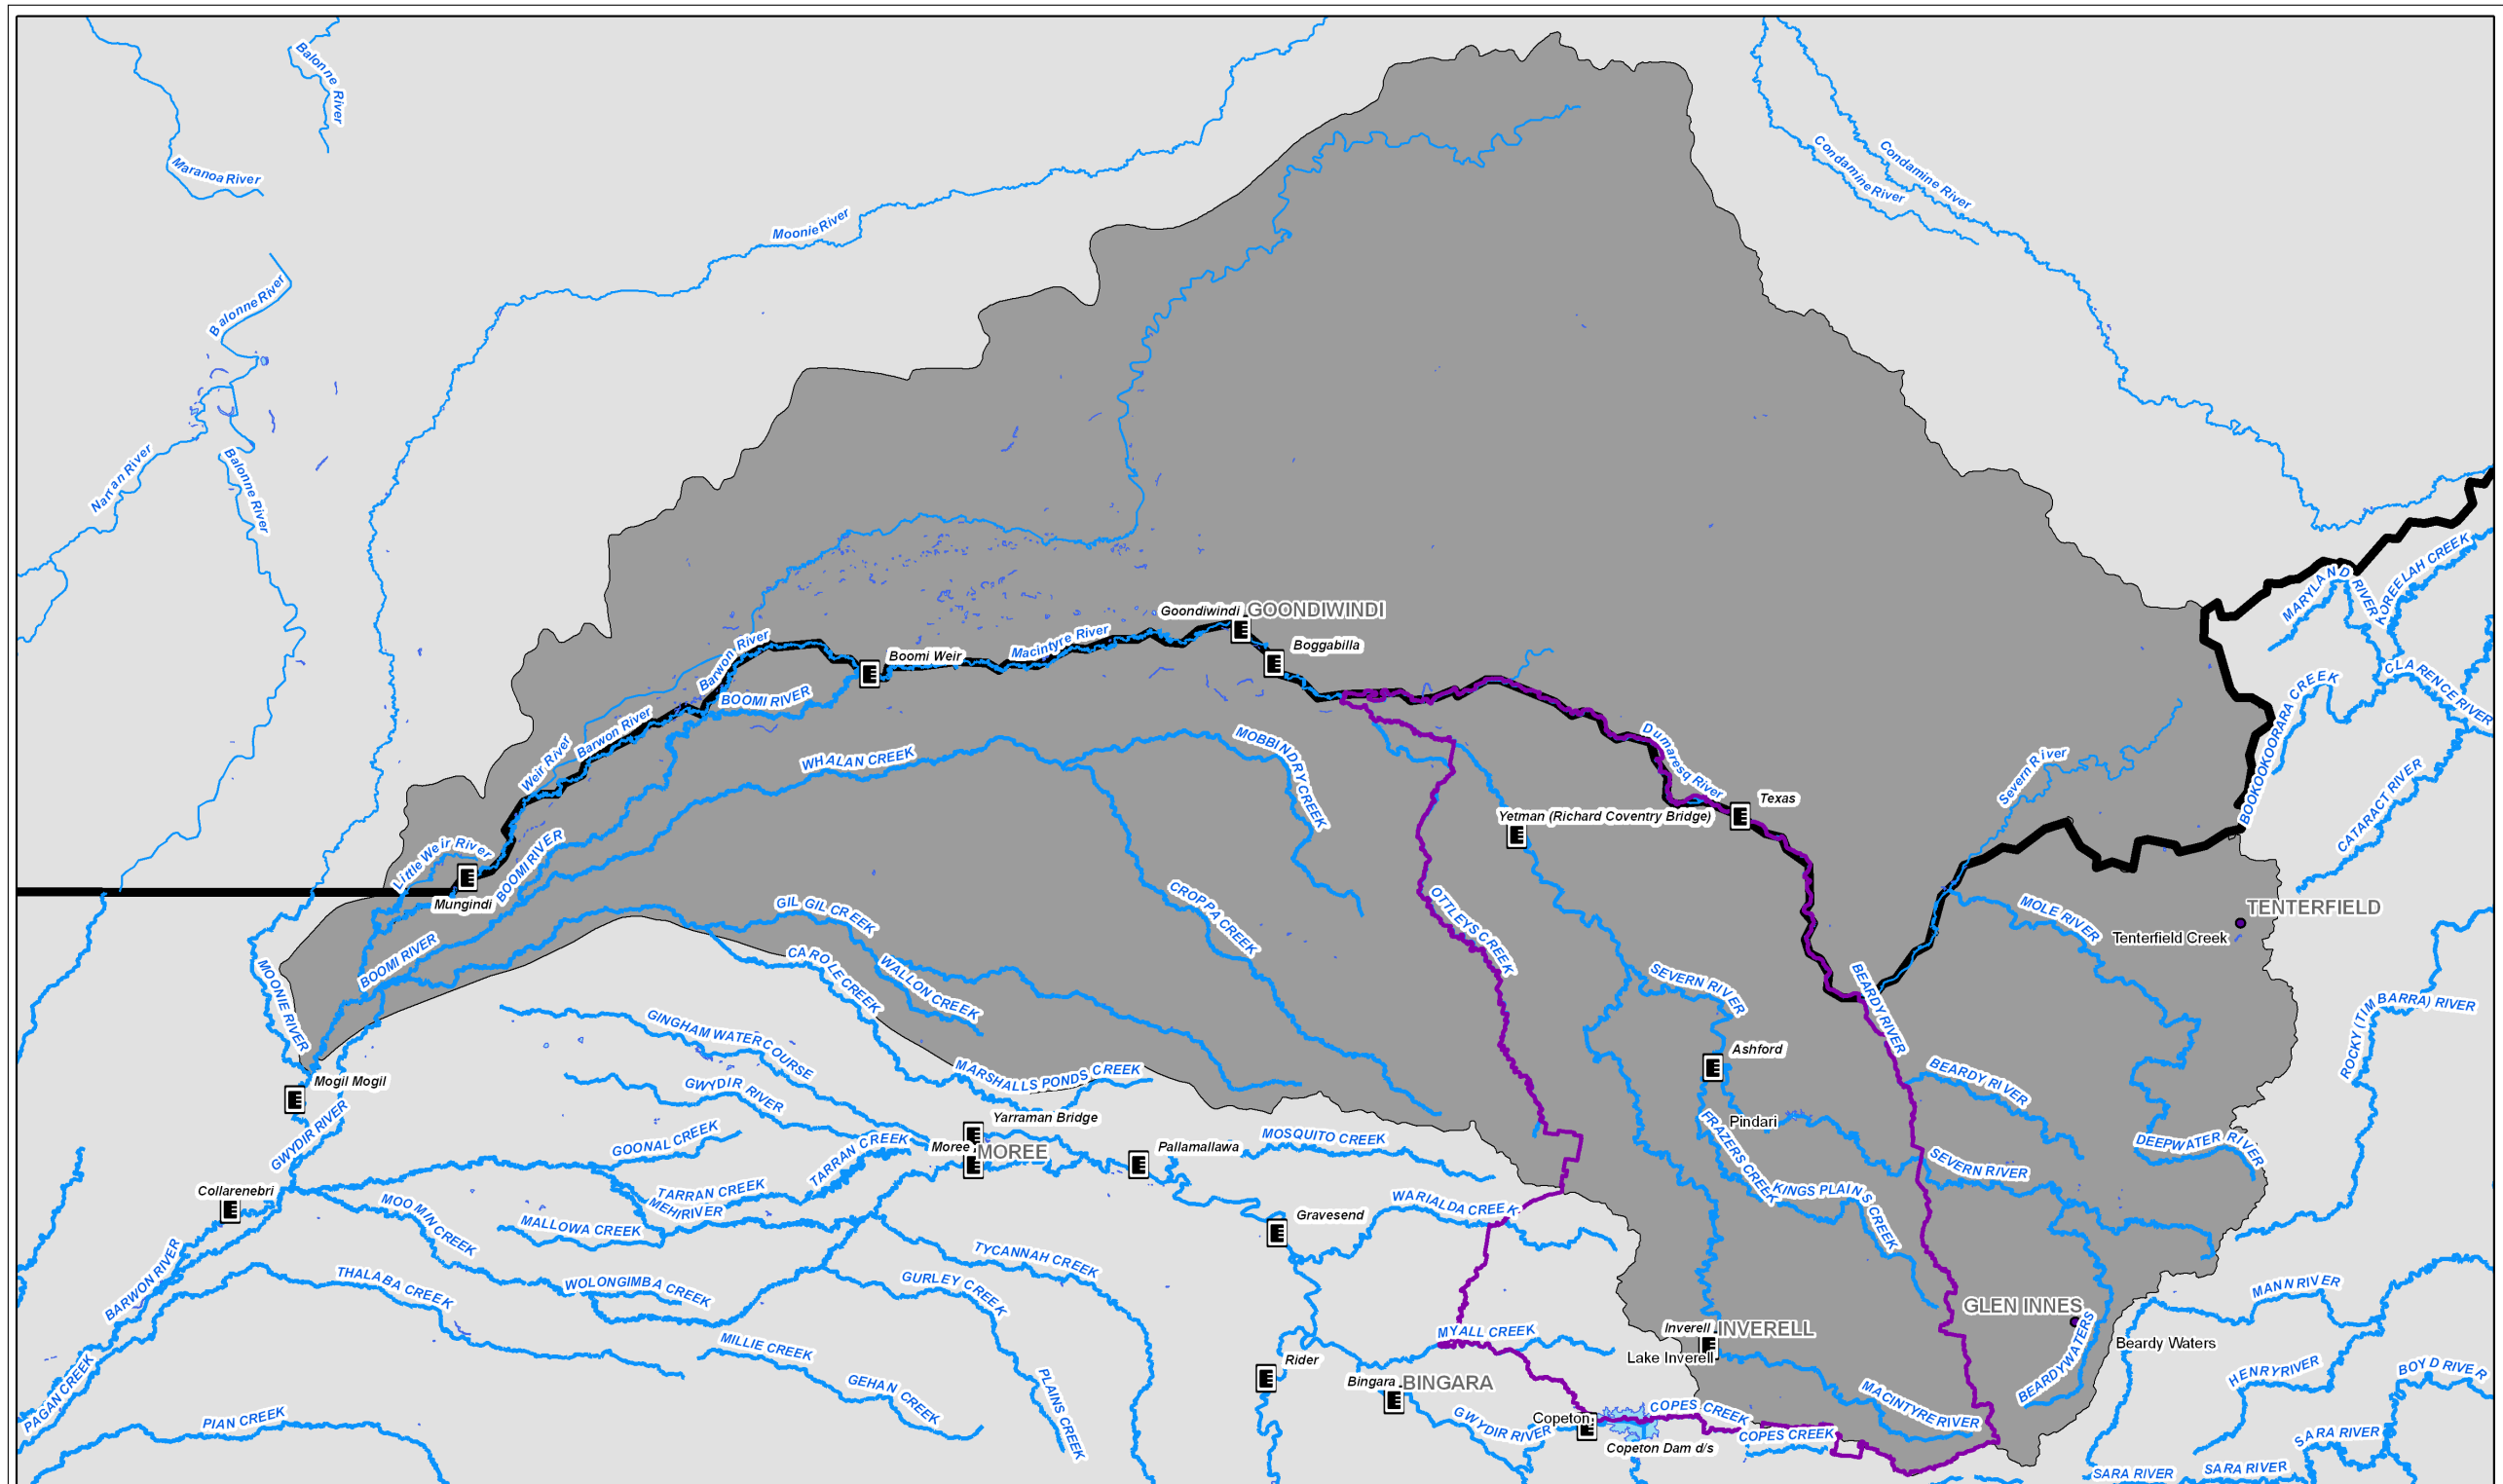 Balonne River
Maranoa River
Moonie River
Condamine River
Condamine River
Balonne River
Narran River
Balonne River
MARYLAND RIVER
KOREELAH CREEK
Goondiwindi
GOONDIWINDI
Boggabilla
Macintyre River
Boomi Weir
Barwon River
BOOMI RIVER
CLARENCE RIVER
BOOKOOKOORARA CREEK
Barwon River
Weir River
WHALAN CREEK
MOBBINDRY CREEK
Dumaresq River
Severn River
Texas
Yetman (Richard Coventry Bridge)
CATARACT RIVER
Little Weir River
BOOMI RIVER
Mungindi
GIL GIL CREEK
CROPPA CREEK
OTTLEYS CREEK
MOLE RIVER
TENTERFIELD
Tenterfield Creek
BOOMI RIVER
CAROLE CREEK
WALLON CREEK
SEVERN RIVER
BEARDY RIVER
MOONIE RIVER
GINGHAM WATERCOURSE
ROCKY (TIMBARRA) RIVER
Ashford
MARSHALLS PONDS CREEK
BEARDY RIVER
Mogil Mogil
GWYDIR RIVER
Yarraman Bridge
Pindari
FRAZERS CREEK
GWYDIR RIVER
GOONAL CREEK
TARRAN CREEK
Moree
MOREE
Pallamallawa
MOSQUITO CREEK
DEEPWATER RIVER
SEVERN RIVER
Collarenebri
TARRAN CREEK
MEHI RIVER
MOOMIN CREEK
MALLOWA CREEK
WARIALDA CREEK
Gravesend
KINGS PLAINS CREEK
BARWON RIVER
THALABA CREEK
WOLONGIMBA CREEK
TYCANNAH CREEK
GURLEY CREEK
MANN RIVER
GLEN INNES
Inverell
INVERELL
Lake Inverell
MYALL CREEK
BEARDY WATERS
Beardy Waters
MILLIE CREEK
PAGAN CREEK
GEHAN CREEK
PLAINS CREEK
Rider
Bingara
BINGARA
HENRY RIVER
BOYD RIVER
PIAN CREEK
GWYDIR RIVER
Copeton
COPES CREEK
COPES CREEK
MACINTYRE RIVER
Copeton Dam d/s
SARA RIVER
SARA RIVER
SARA RIVER